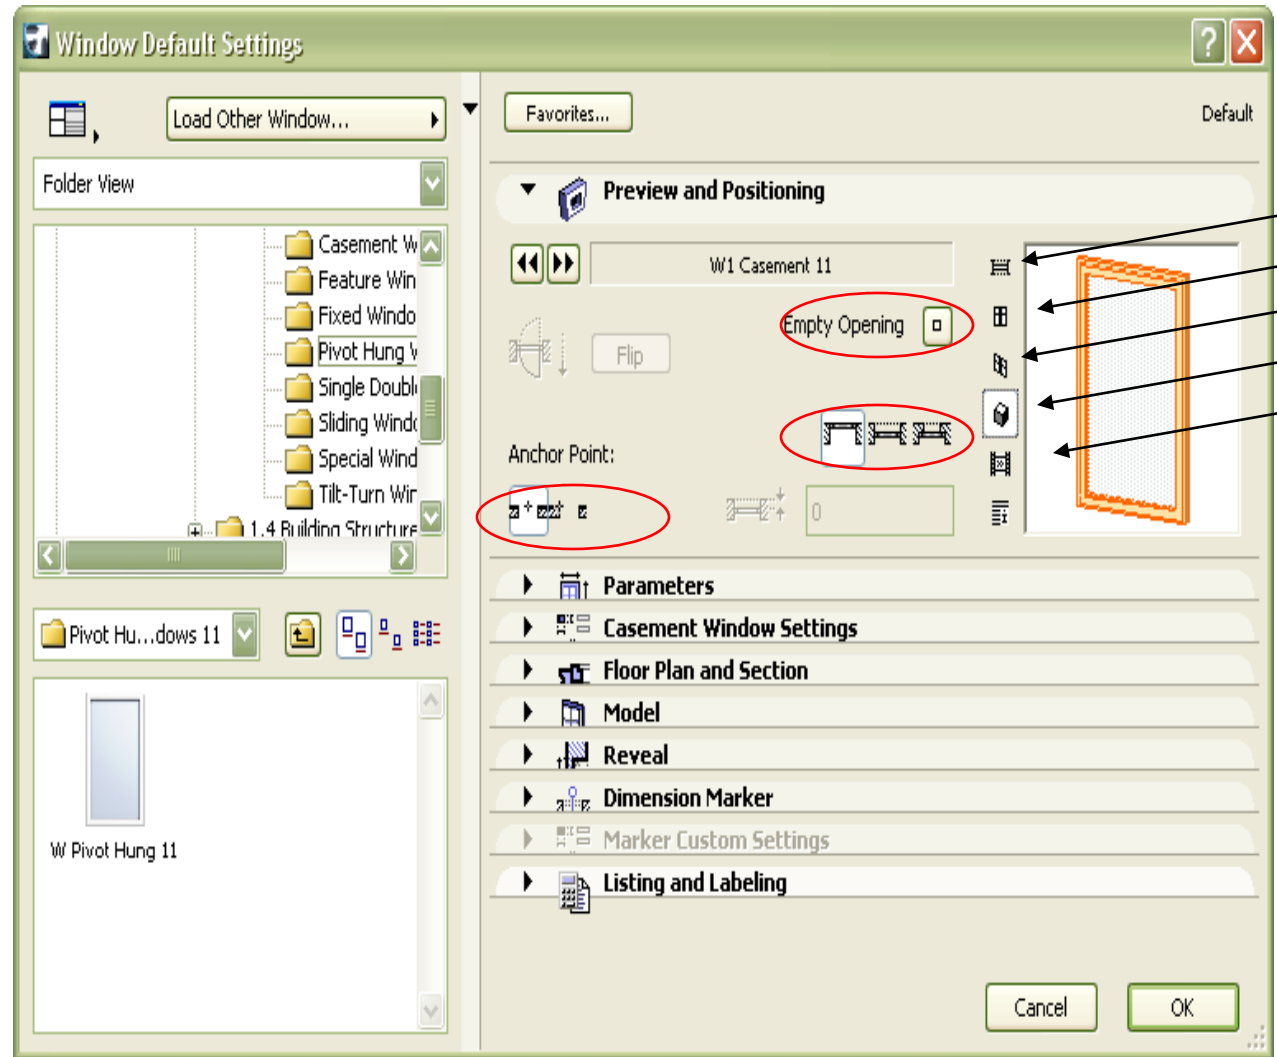 Window Default Settings
Load Other Window...
Folder View
Casement W
Feature Win
Fixed Windo
Pivot Hung W
Single Double
Sliding Windo
Special Wind
Tilt-Turn Win
1.4 Building Structure
Pivot Hu...dows 11
W Pivot Hung 11
Favorites...
Default
Preview and Positioning
W1 Casement 11
Empty Opening
Flip
Anchor Point:
0
Parameters
Casement Window Settings
Floor Plan and Section
Model
Reveal
Dimension Marker
Marker Custom Settings
Listing and Labeling
Cancel
OK